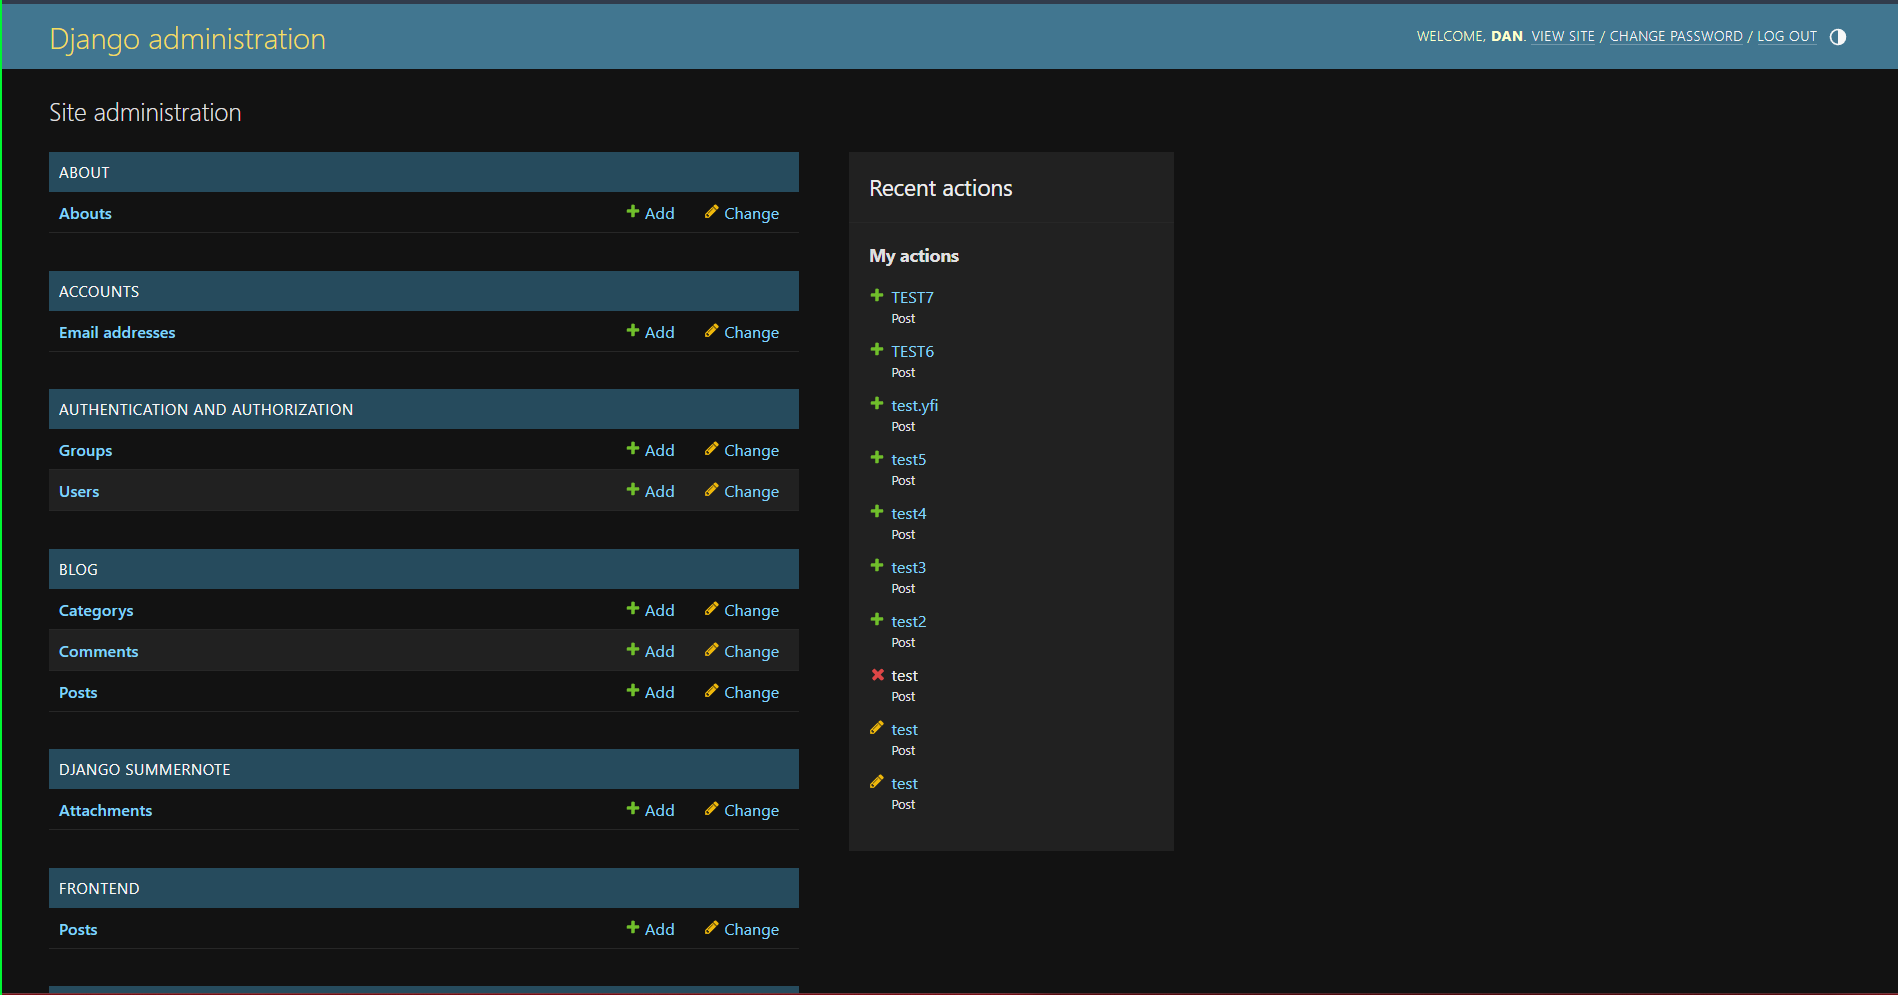 Django administration
WELCOME, DAN. VIEW SITE / CHANGE PASSWORD / LOG OUT
Site administration
ABOUT
Abouts Add Change
ACCOUNTS
Email addresses Add Change
AUTHENTICATION AND AUTHORIZATION
Groups Add Change
Users Add Change
BLOG
Categorys Add Change
Comments Add Change
Posts Add Change
DJANGO SUMMERNOTE
Attachments Add Change
FRONTEND
Posts Add Change
Recent actions
My actions
TEST7
Post
TEST6
Post
test.yfi
Post
test5
Post
test4
Post
test3
Post
test2
Post
test
Post
test
Post
test
Post